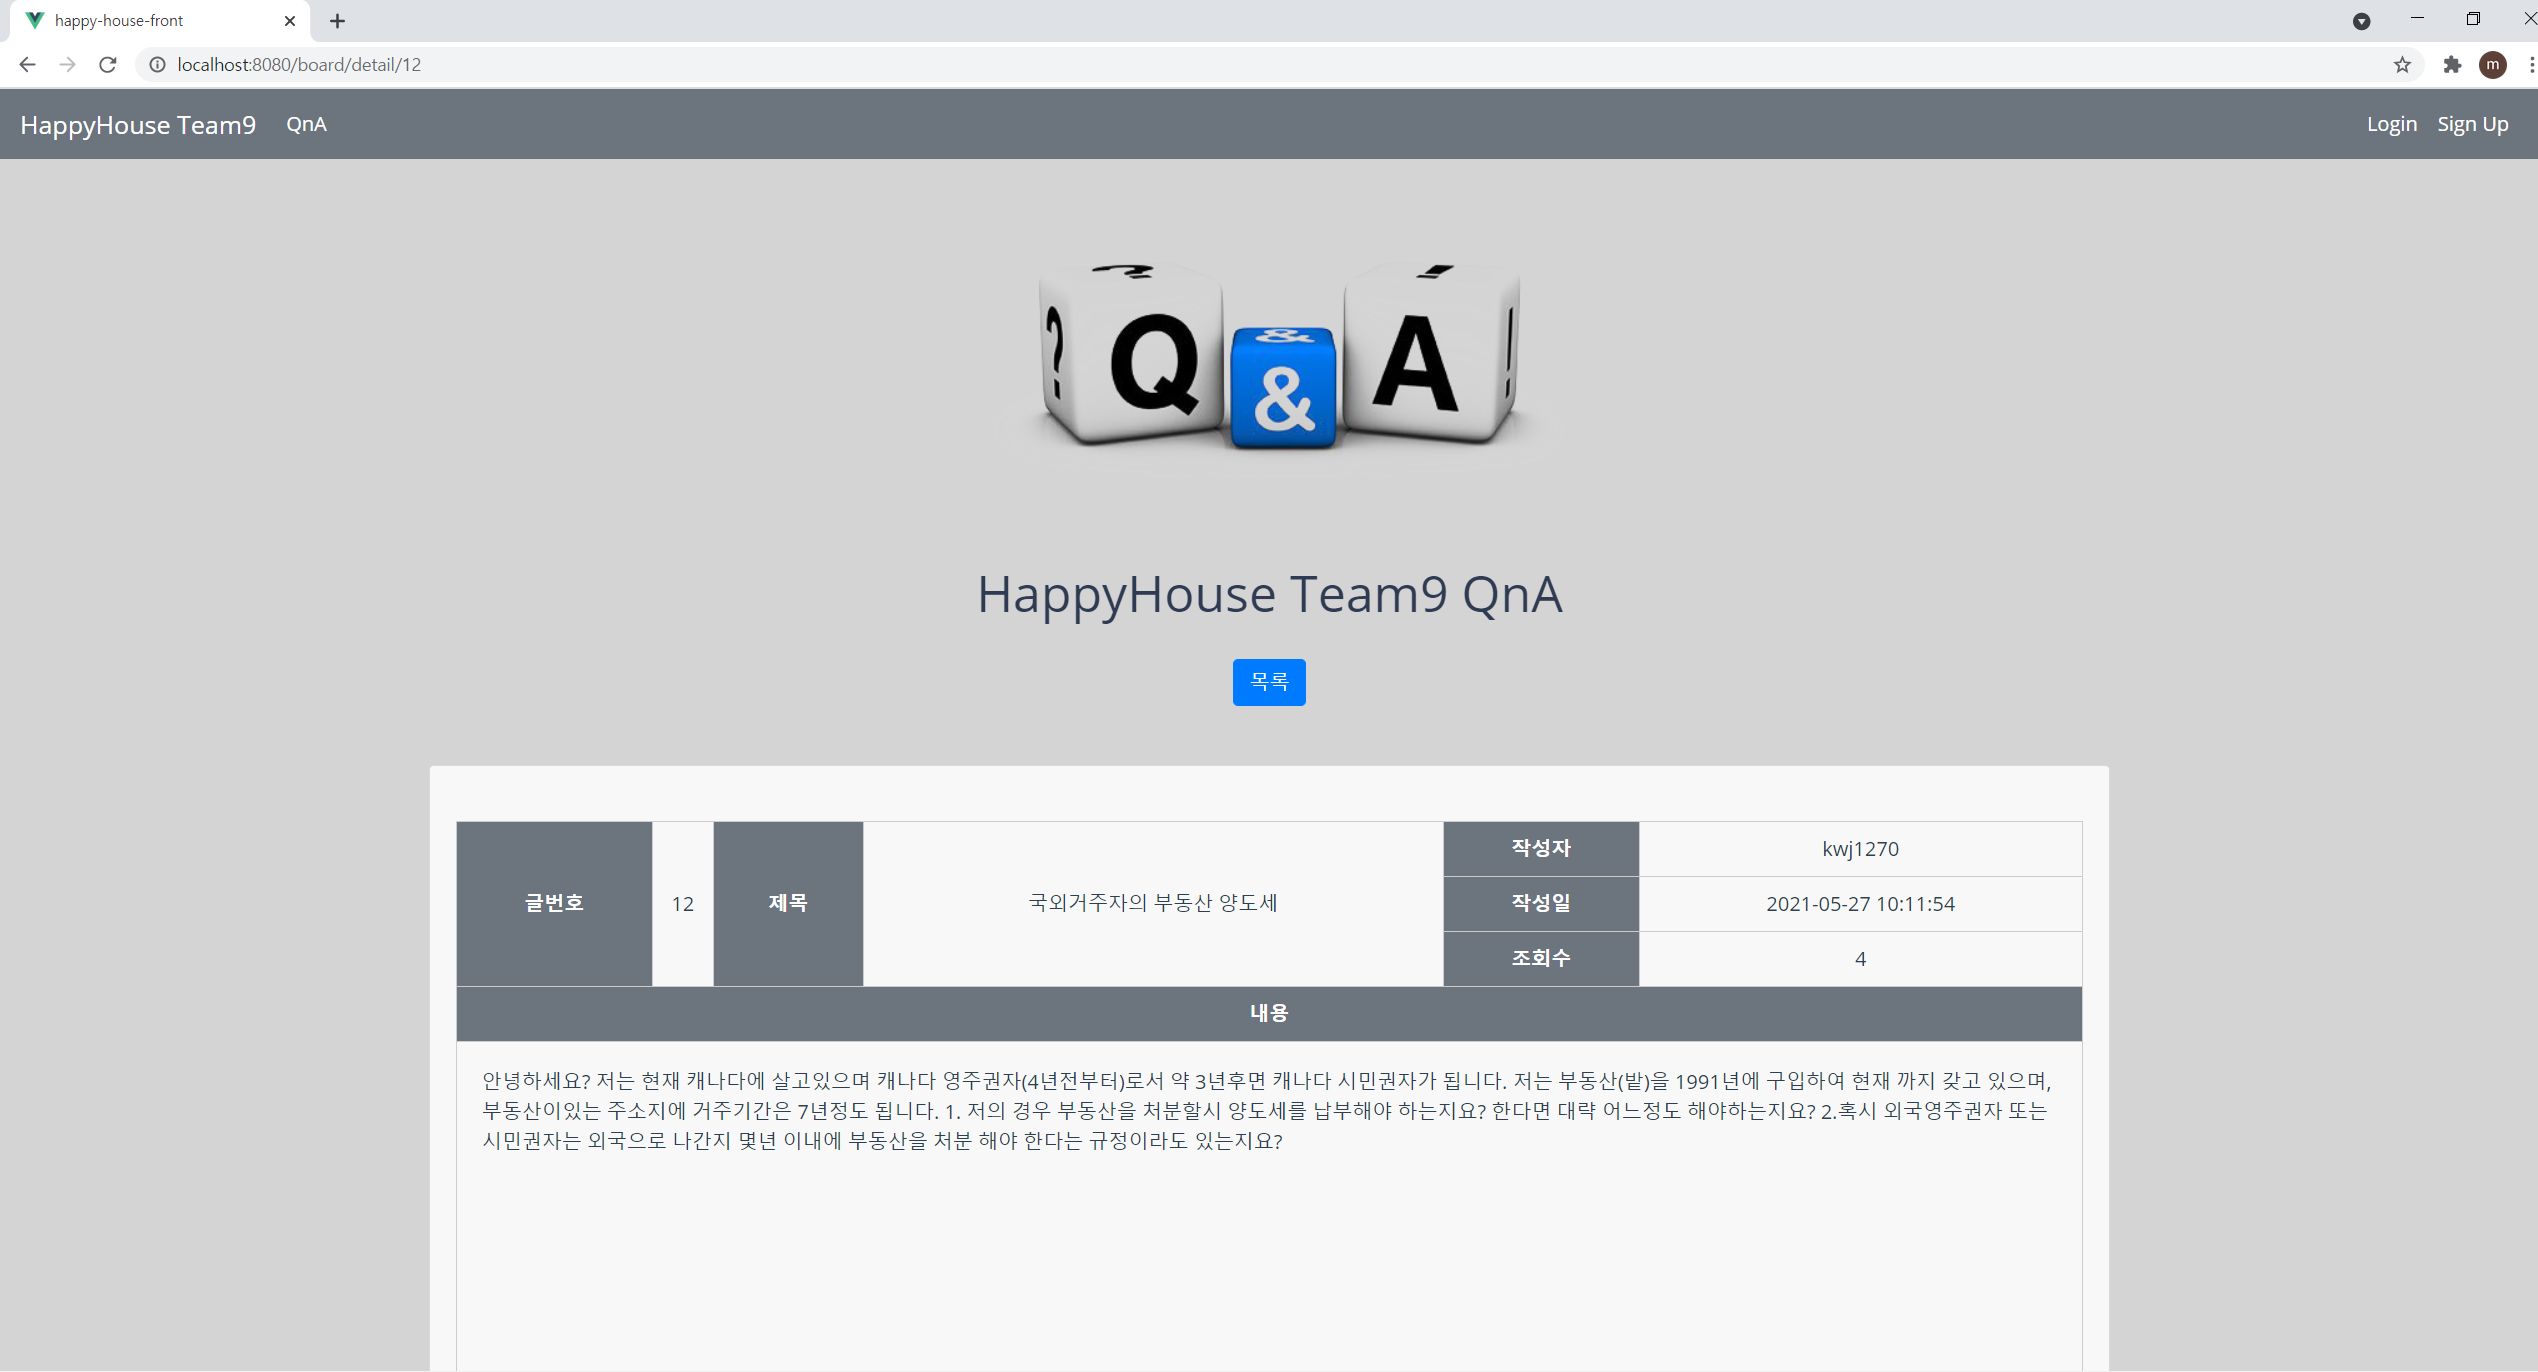 happy-house-front
localhost:8080/board/detail/12
m
HappyHouse Team9 QnA Login Sign Up
? ? Q & & A ! !
HappyHouse Team9 QnA
목록
글번호 12 제목 국외거주자의 부동산 양도세
작성자 kwj1270
작성일 2021-05-27 10:11:54
조회수 4
내용
안녕하세요? 저는 현재 캐나다에 살고있으며 캐나다 영주권자(4년전부터)로서 약 3년후면 캐나다 시민권자가 됩니다. 저는 부동산(밭)을 1991년에 구입하여 현재 까지 갖고 있으며,
부동산이있는 주소지에 거주기간은 7년정도 됩니다. 1. 저의 경우 부동산을 처분할시 양도세를 납부해야 하는지요? 한다면 대략 어느정도 해야하는지요? 2.혹시 외국영주권자 또는
시민권자는 외국으로 나간지 몇년 이내에 부동산을 처분 해야 한다는 규정이라도 있는지요?